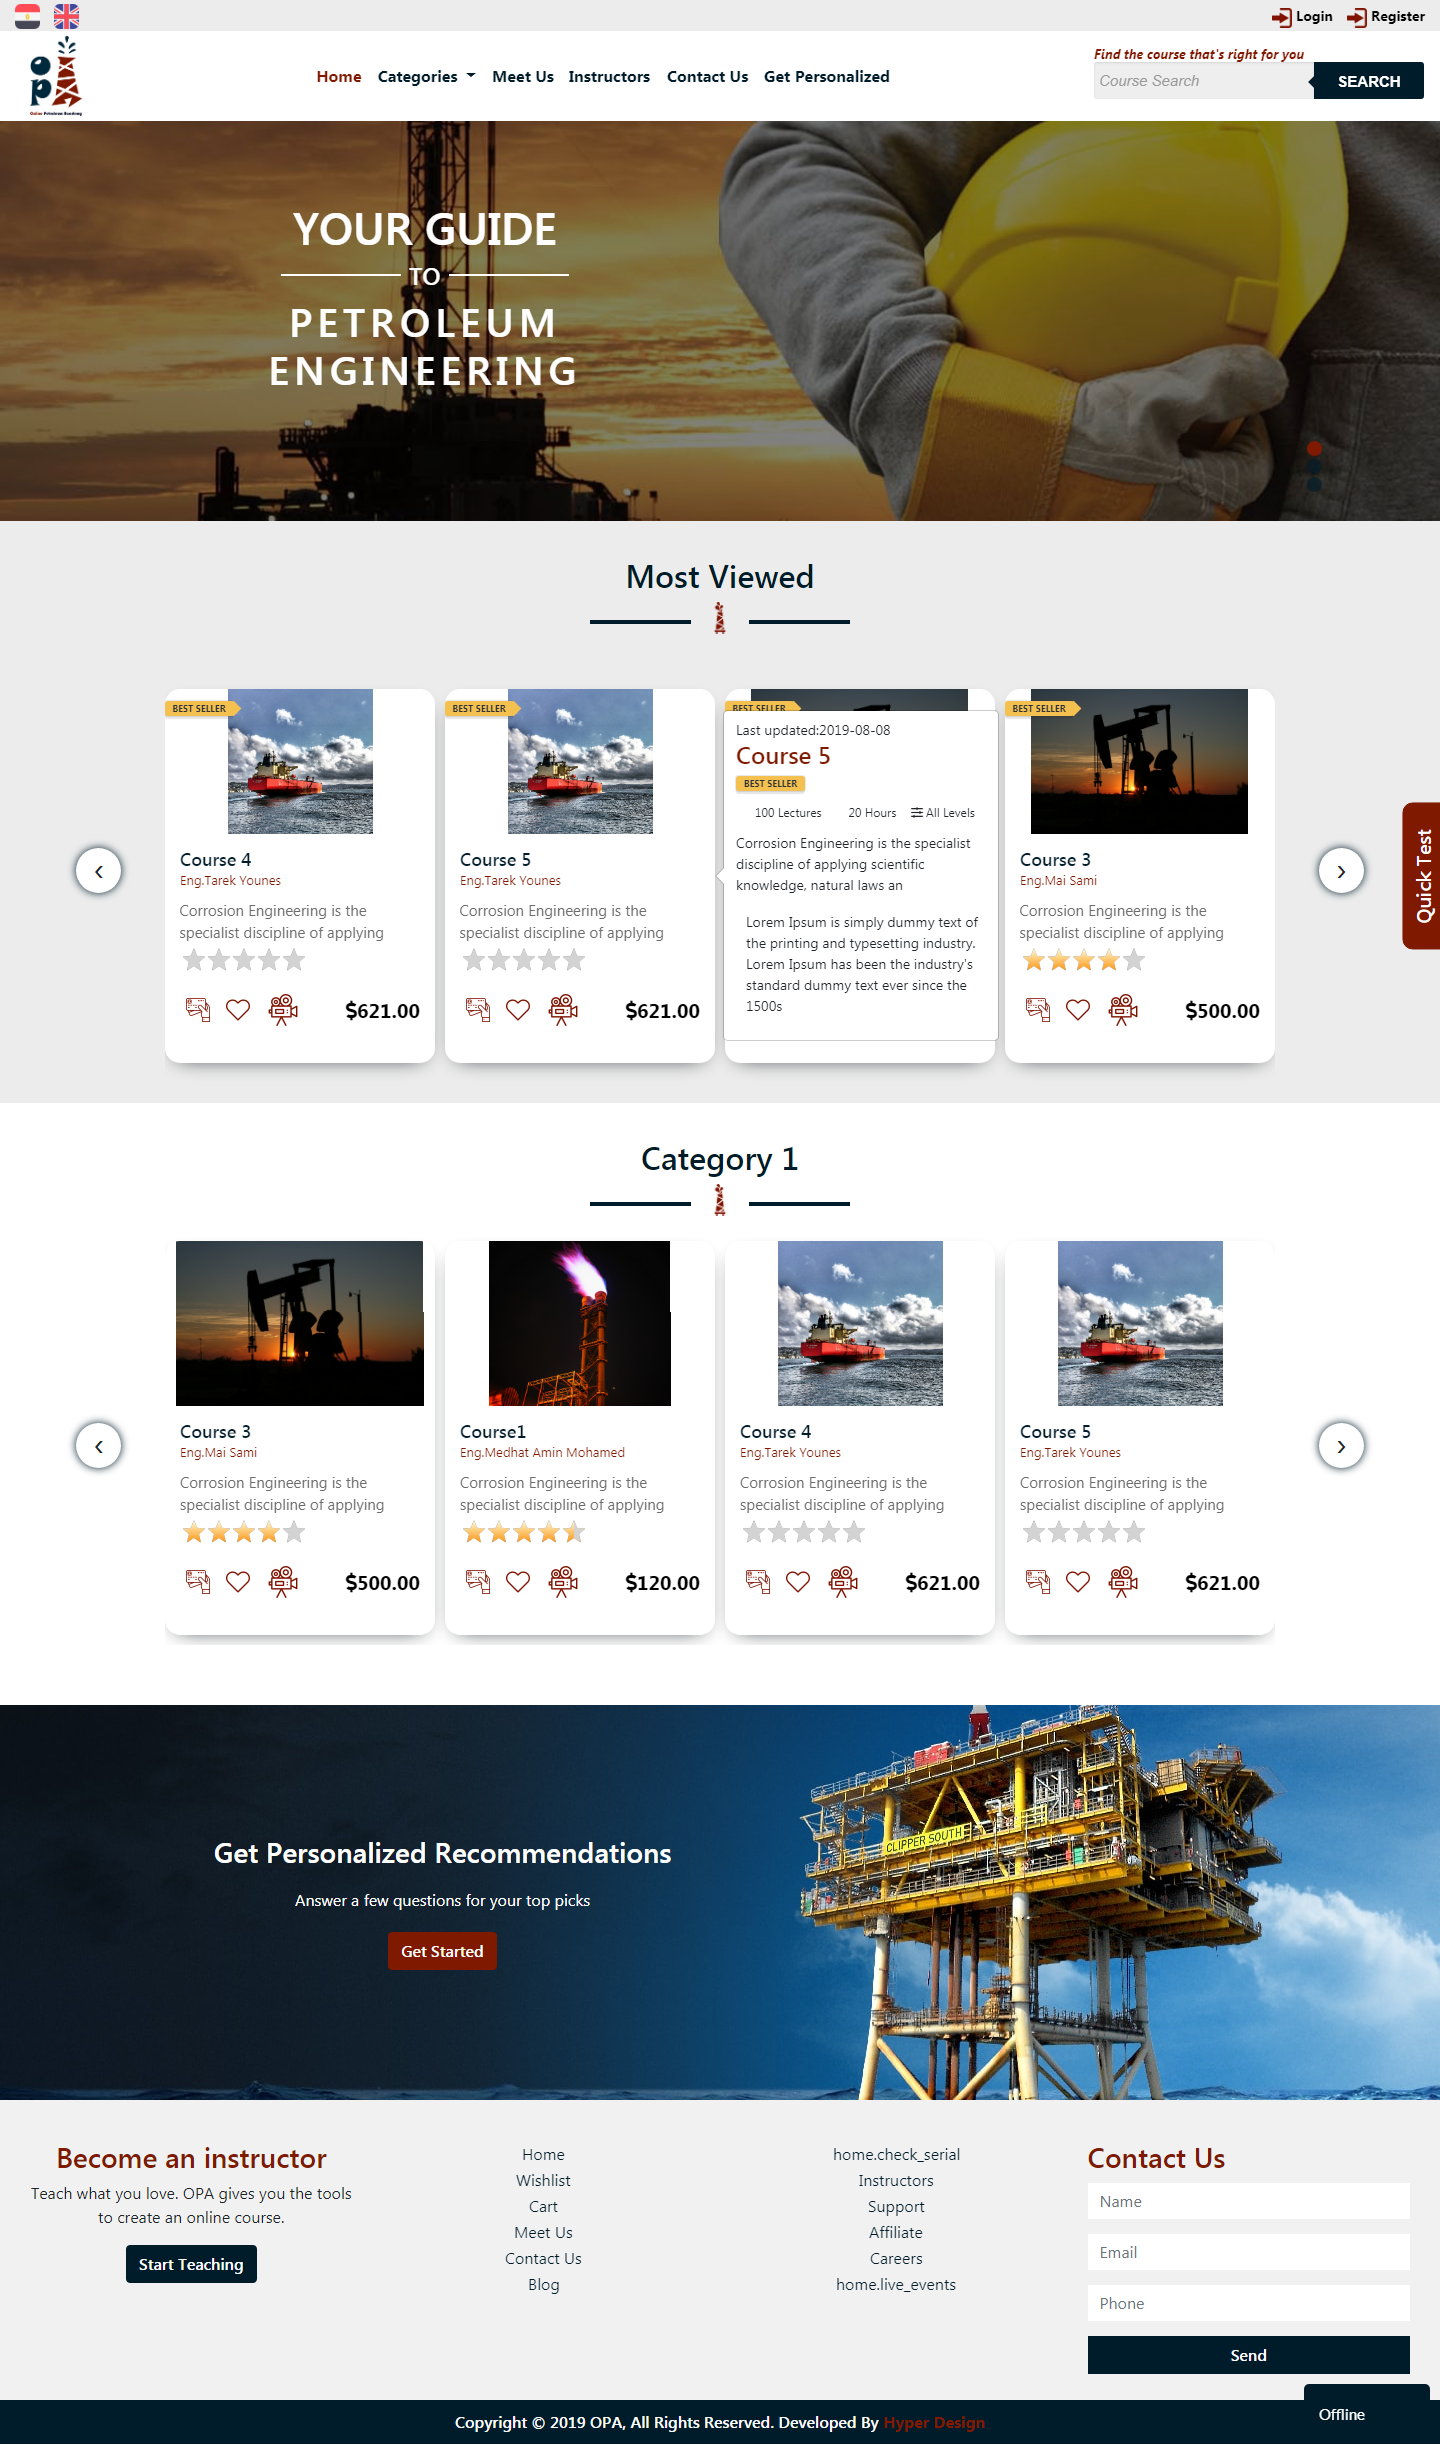 Login
Register
OPA
Online Petroleum Academy
Home
Categories
Meet Us
Instructors
Contact Us
Get Personalized
Find the course that's right for you
Course Search
SEARCH
YOUR GUIDE
TO
PETROLEUM
ENGINEERING
Most Viewed
BEST SELLER
Course 4
Eng.Tarek Younes
Corrosion Engineering is the
specialist discipline of applying
$621.00
BEST SELLER
Course 5
Eng.Tarek Younes
Corrosion Engineering is the
specialist discipline of applying
$621.00
BEST SELLER
Last updated:2019-08-08
Course 5
BEST SELLER
100 Lectures
20 Hours
All Levels
Corrosion Engineering is the specialist
discipline of applying scientific
knowledge, natural laws an
Lorem Ipsum is simply dummy text of
the printing and typesetting industry.
Lorem Ipsum has been the industry's
standard dummy text ever since the
1500s
BEST SELLER
Course 3
Eng.Mai Sami
Corrosion Engineering is the
specialist discipline of applying
$500.00
Quick Test
Category 1
Course 3
Eng.Mai Sami
Corrosion Engineering is the
specialist discipline of applying
$500.00
Course1
Eng.Medhat Amin Mohamed
Corrosion Engineering is the
specialist discipline of applying
$120.00
Course 4
Eng.Tarek Younes
Corrosion Engineering is the
specialist discipline of applying
$621.00
Course 5
Eng.Tarek Younes
Corrosion Engineering is the
specialist discipline of applying
$621.00
CLIPPER SOUTH
Get Personalized Recommendations
Answer a few questions for your top picks
Get Started
Become an instructor
Teach what you love. OPA gives you the tools
to create an online course.
Start Teaching
Home
Wishlist
Cart
Meet Us
Contact Us
Blog
home.check_serial
Instructors
Support
Affiliate
Careers
home.live_events
Contact Us
Name
Email
Phone
Send
Copyright © 2019 OPA, All Rights Reserved. Developed By Hyper Design
Offline